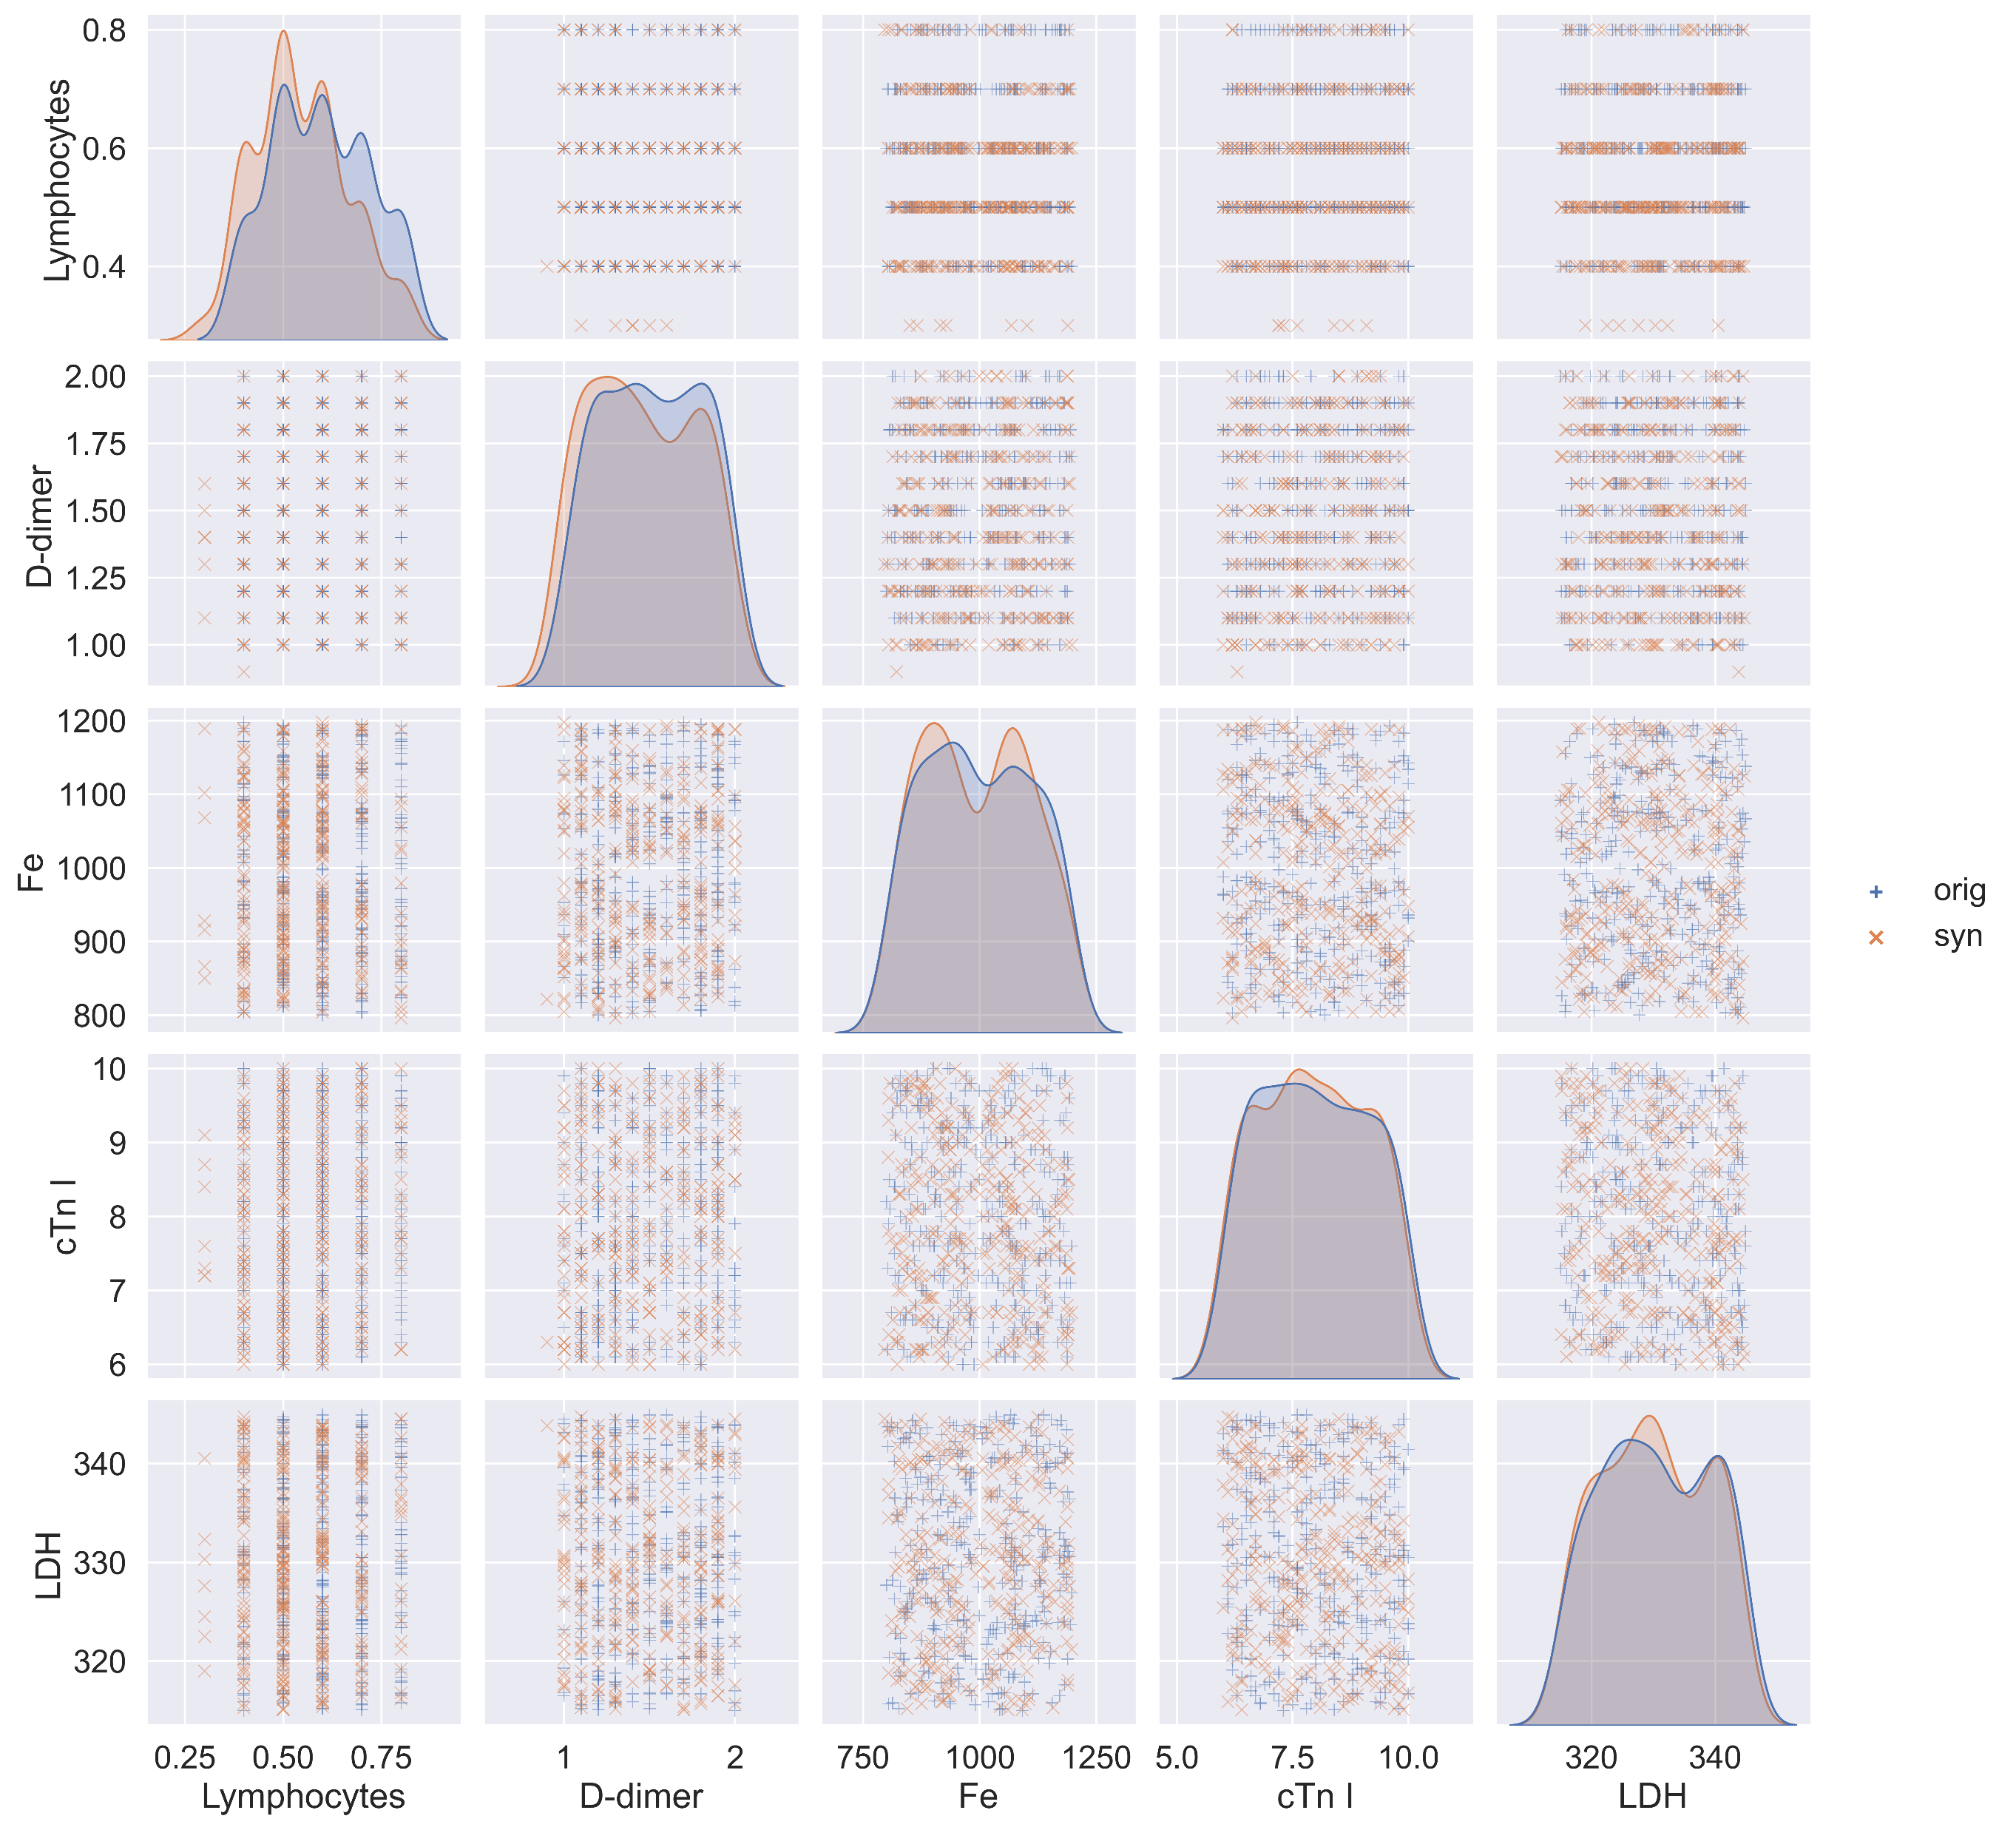 Lymphocytes
0.8
0.6
0.4
D-dimer
2.00
1.75
1.50
1.25
1.00
Fe
1200
1100
1000
900
800
orig
syn
cTn I
10
9
8
7
6
LDH
340
330
320
0.25 0.50 0.75 1 2 750 1000 1250 5.0 7.5 10.0 320 340
Lymphocytes D-dimer Fe cTn I LDH